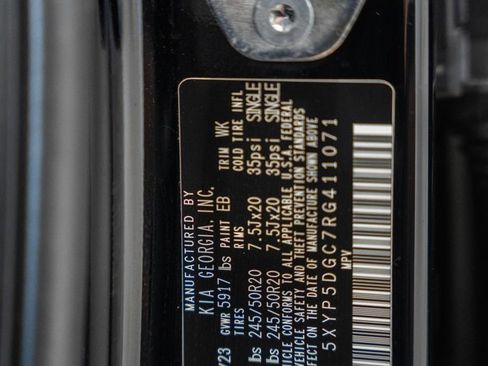 MANUFACTURED BY
KIA GEORGIA, INC.
/23 GVWR 5917 lbs PAINT EB TRIM WK
TIRES RIMS COLD TIRE INFL
lbs 245/50R20 7.5Jx20 35psi SINGLE
lbs 245/50R20 7.5Jx20 35psi SINGLE
VEHICLE CONFORMS TO ALL APPLICABLE U.S.A. FEDERAL
VEHICLE SAFETY AND THEFT PREVENTION STANDARDS
EFFECT ON THE DATE OF MANUFACTURE SHOWN ABOVE
5XYP5DGC7RG411071
MPV